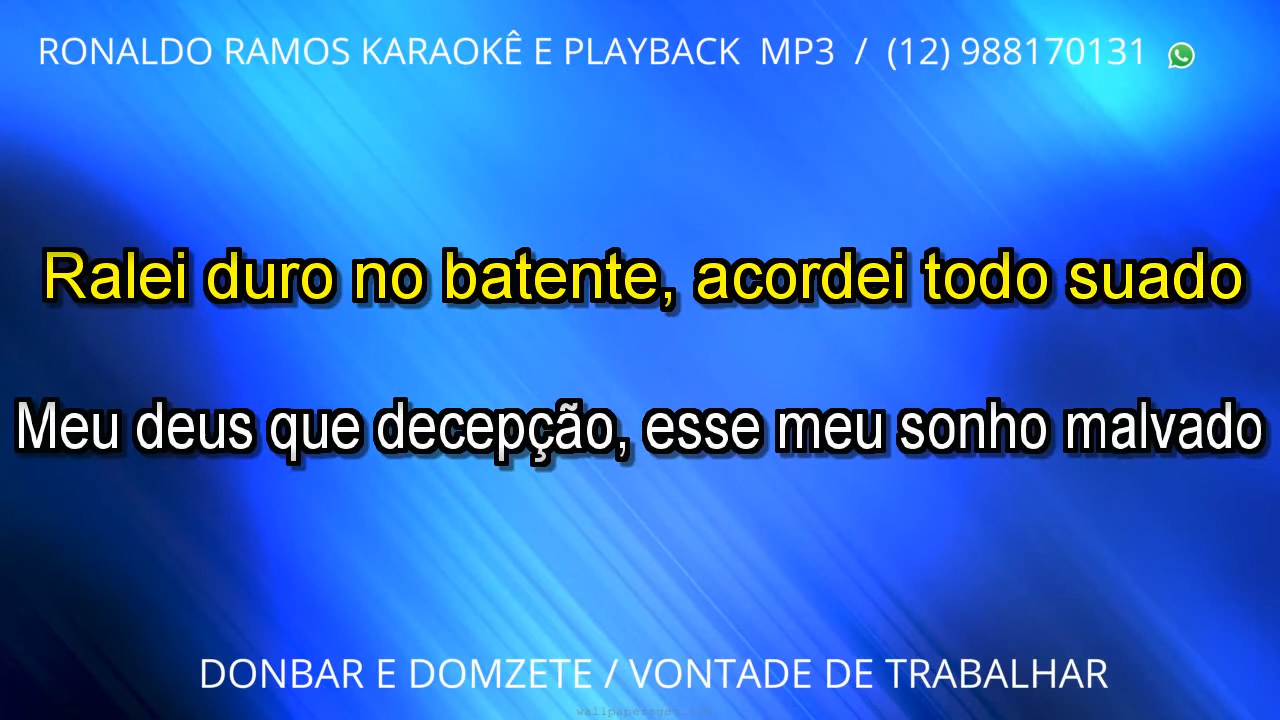 RONALDO RAMOS KARAOKÊ E PLAYBACK MP3 / (12) 988170131
Ralei duro no batente, acordei todo suado
Meu deus que decepção, esse meu sonho malvado
DONBAR E DOMZETE / VONTADE DE TRABALHAR